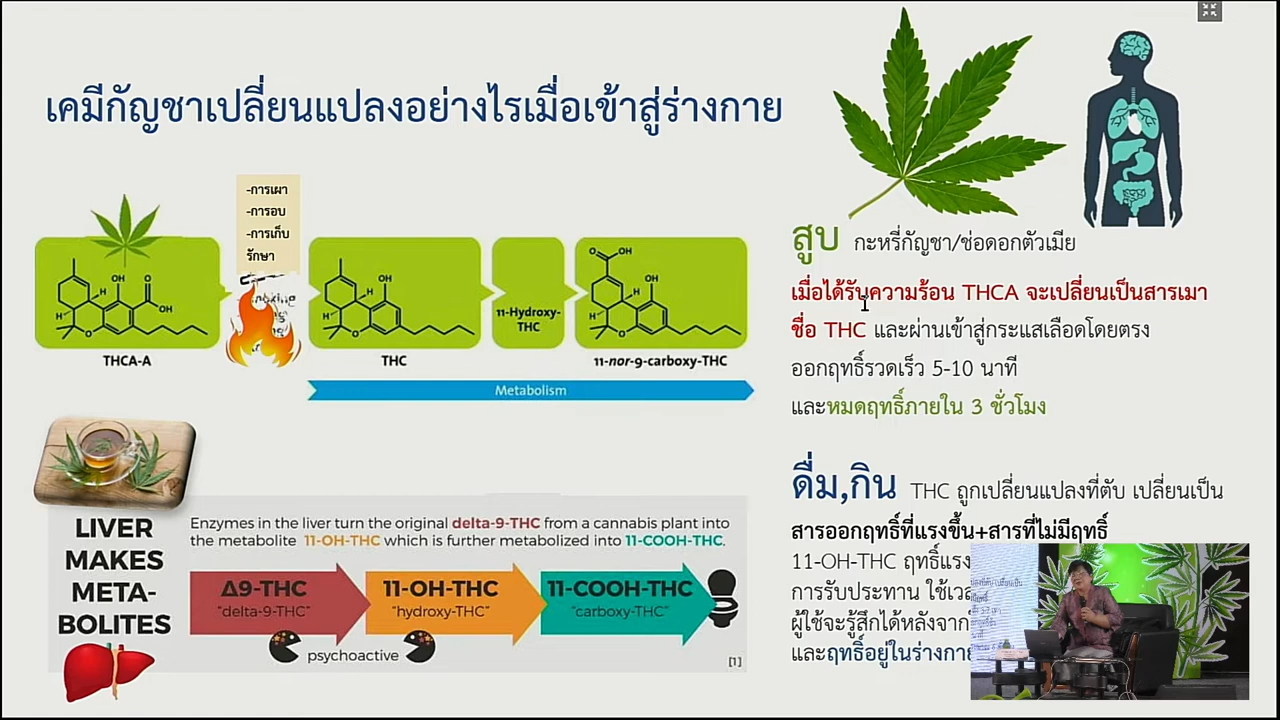 เคมีกัญชาเปลี่ยนแปลงอย่างไรเมื่อเข้าสู่ร่างกาย
-การเผา
-การอบ
-การเก็บ
รักษา
OH
O
OH
H
H
O
THCA-A
OH
H
H
O
THC
11-Hydroxy-
THC
O
OH
OH
H
H
O
11-nor-9-carboxy-THC
Metabolism
LIVER
MAKES
META-
BOLITES
Enzymes in the liver turn the original delta-9-THC from a cannabis plant into
the metabolite 11-OH-THC which is further metabolized into 11-COOH-THC.
Δ9-THC
"delta-9-THC"
11-OH-THC
"hydroxy-THC"
11-COOH-THC
"carboxy-THC"
psychoactive
[1]
สูบ กะหรี่กัญชา/ช่อดอกตัวเมีย
เมื่อได้รับความร้อน THCA จะเปลี่ยนเป็นสารเมา
ชื่อ THC และผ่านเข้าสู่กระแสเลือดโดยตรง
ออกฤทธิ์รวดเร็ว 5-10 นาที
และหมดฤทธิ์ภายใน 3 ชั่วโมง
ดื่ม,กิน THC ถูกเปลี่ยนแปลงที่ตับ เปลี่ยนเป็น
สารออกฤทธิ์ที่แรงขึ้น+สารที่ไม่มีฤทธิ์
11-OH-THC ฤทธิ์แรง
การรับประทาน ใช้
ผู้ใช้จะรู้สึกได้หลังจาก
และฤทธิ์อยู่ใน